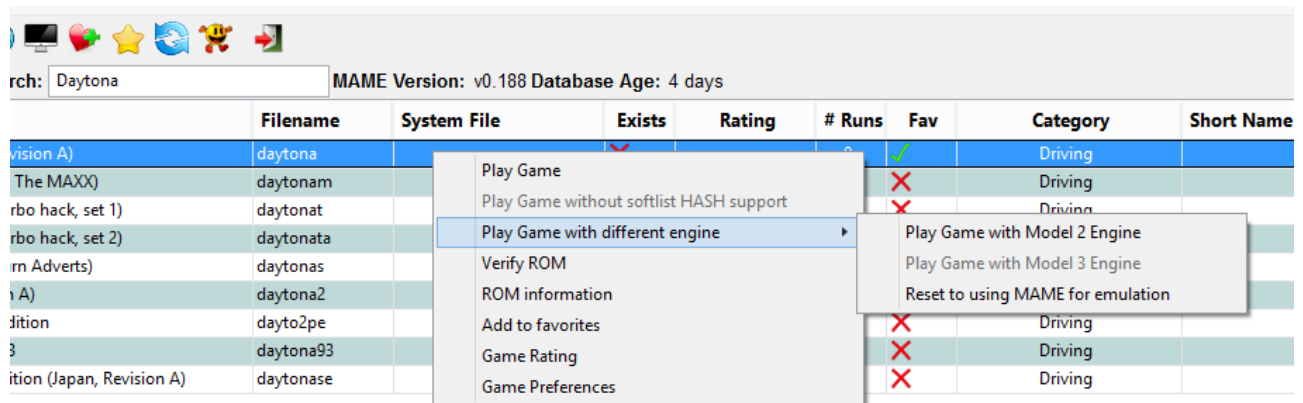 rch: Daytona MAME Version: v0.188 Database Age: 4 days
Filename System File Exists Rating # Runs Fav Category Short Name
vision A) daytona Driving
The MAXX) daytonam Driving
rbo hack, set 1) daytonat Driving
rbo hack, set 2) daytonata
rn Adverts) daytonas
n A) daytona2
dition dayto2pe Driving
3 daytona93 Driving
ition (Japan, Revision A) daytonase Driving
Play Game
Play Game without softlist HASH support
Play Game with different engine
Verify ROM
ROM information
Add to favorites
Game Rating
Game Preferences
Play Game with Model 2 Engine
Play Game with Model 3 Engine
Reset to using MAME for emulation